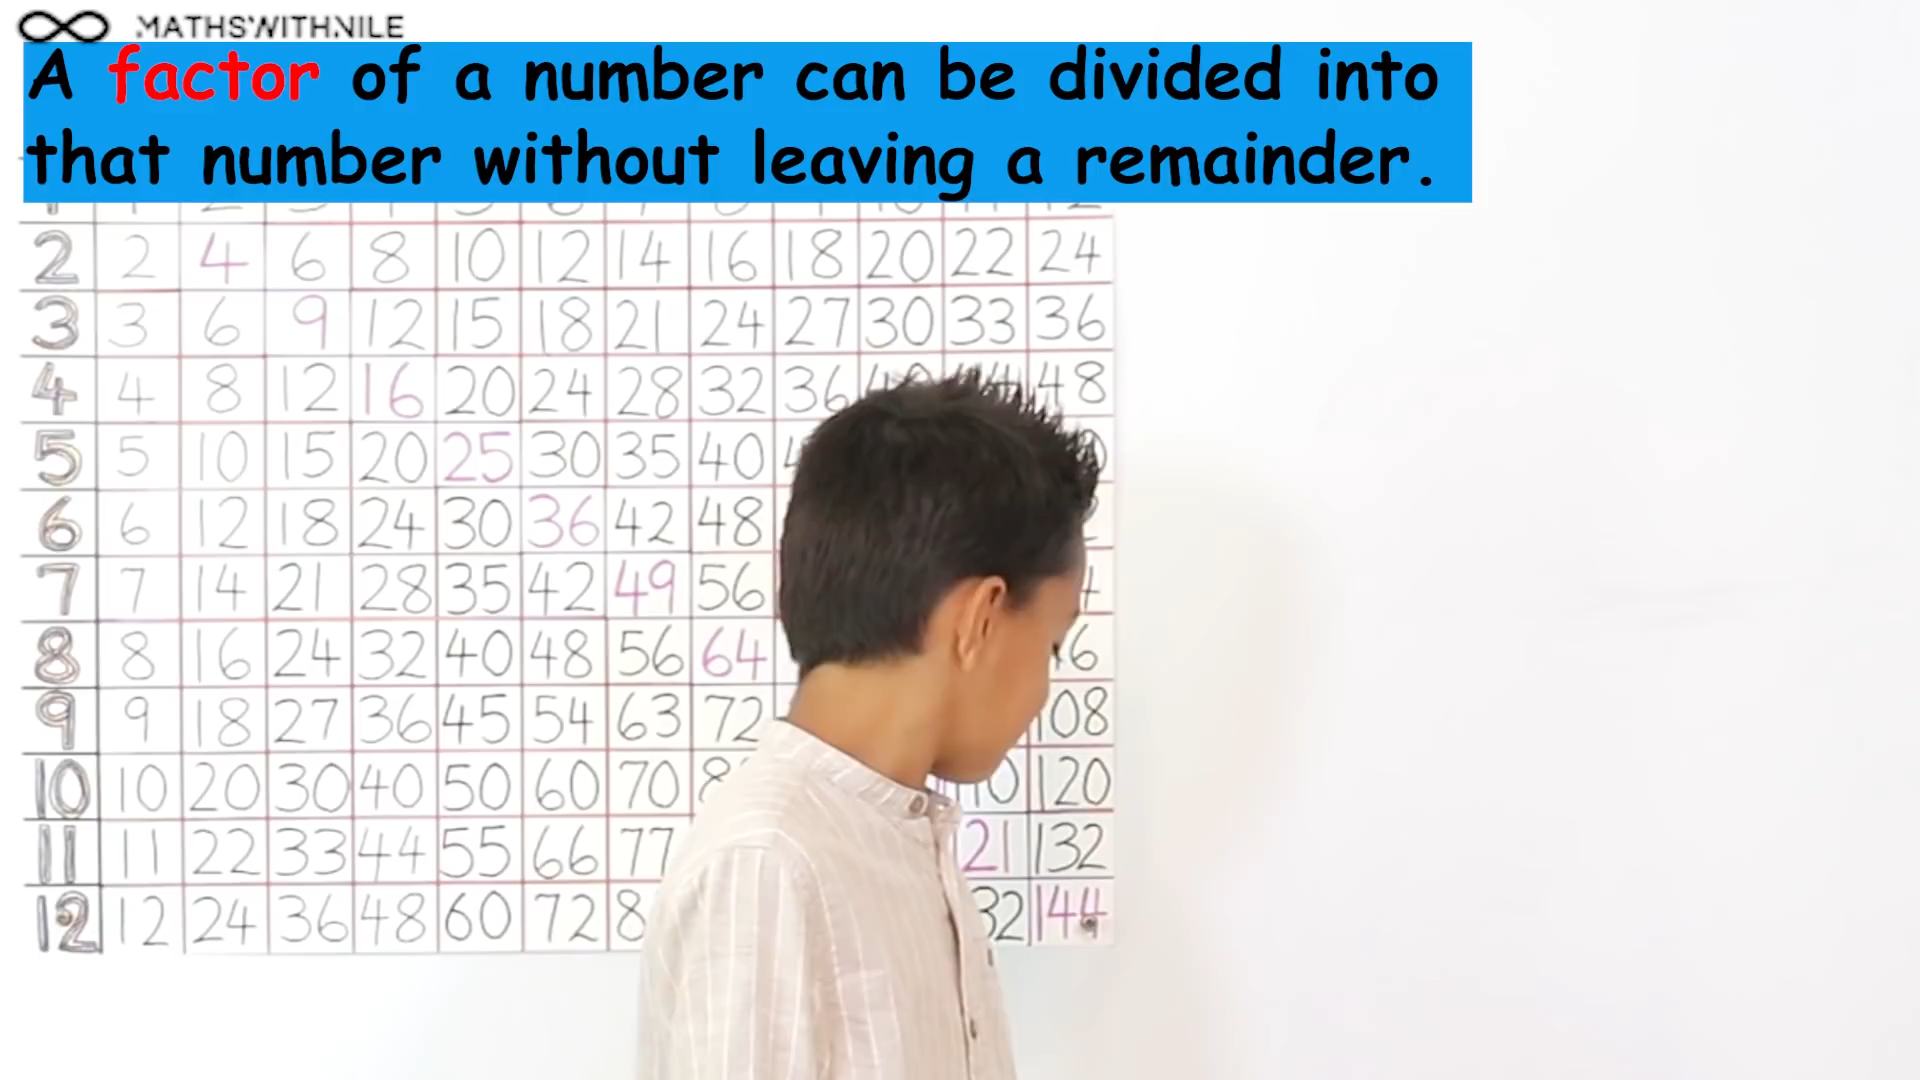 MATHSWITHNILE
A factor of a number can be divided into
that number without leaving a remainder.
2 2 4 6 8 10 12 14 16 18 20 22 24
3 3 6 9 12 15 18 21 24 27 30 33 36
4 4 8 12 16 20 24 28 32 36 48
5 5 10 15 20 25 30 35 40
6 6 12 18 24 30 36 42 48
7 7 14 21 28 35 42 49 56
8 8 16 24 32 40 48 56 64
9 9 18 27 36 45 54 63 72 108
10 10 20 30 40 50 60 70 120
11 11 22 33 44 55 66 77 132
12 12 24 36 48 60 72 144